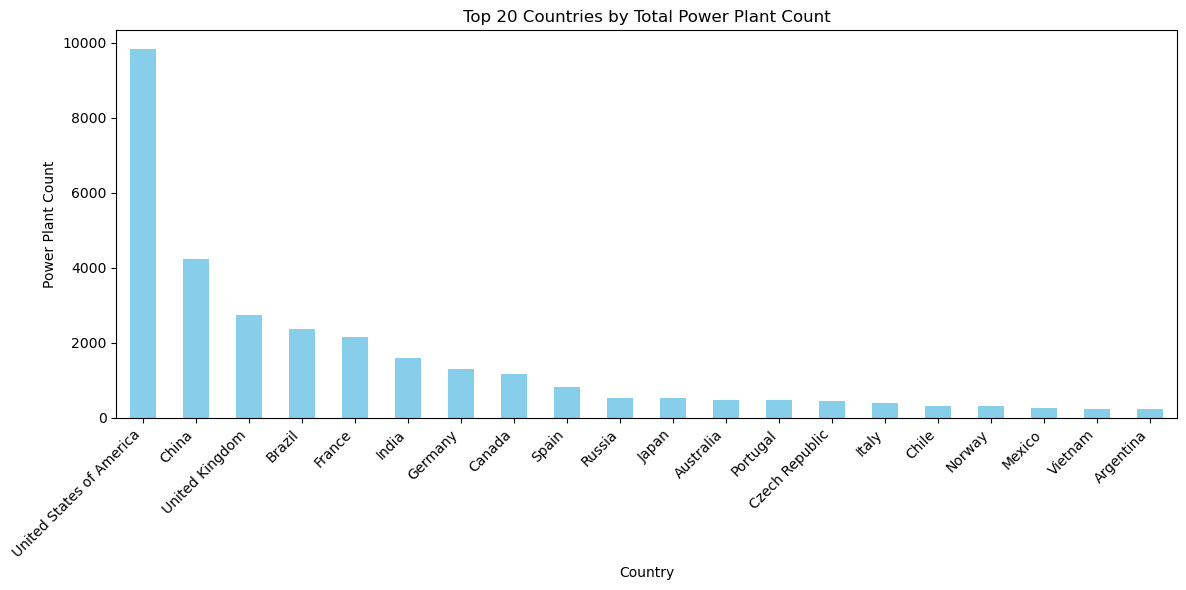 Top 20 Countries by Total Power Plant Count
Power Plant Count
10000
8000
6000
4000
2000
0
United States of America
China
United Kingdom
Brazil
France
India
Germany
Canada
Spain
Russia
Japan
Australia
Portugal
Czech Republic
Italy
Chile
Norway
Mexico
Vietnam
Argentina
Country